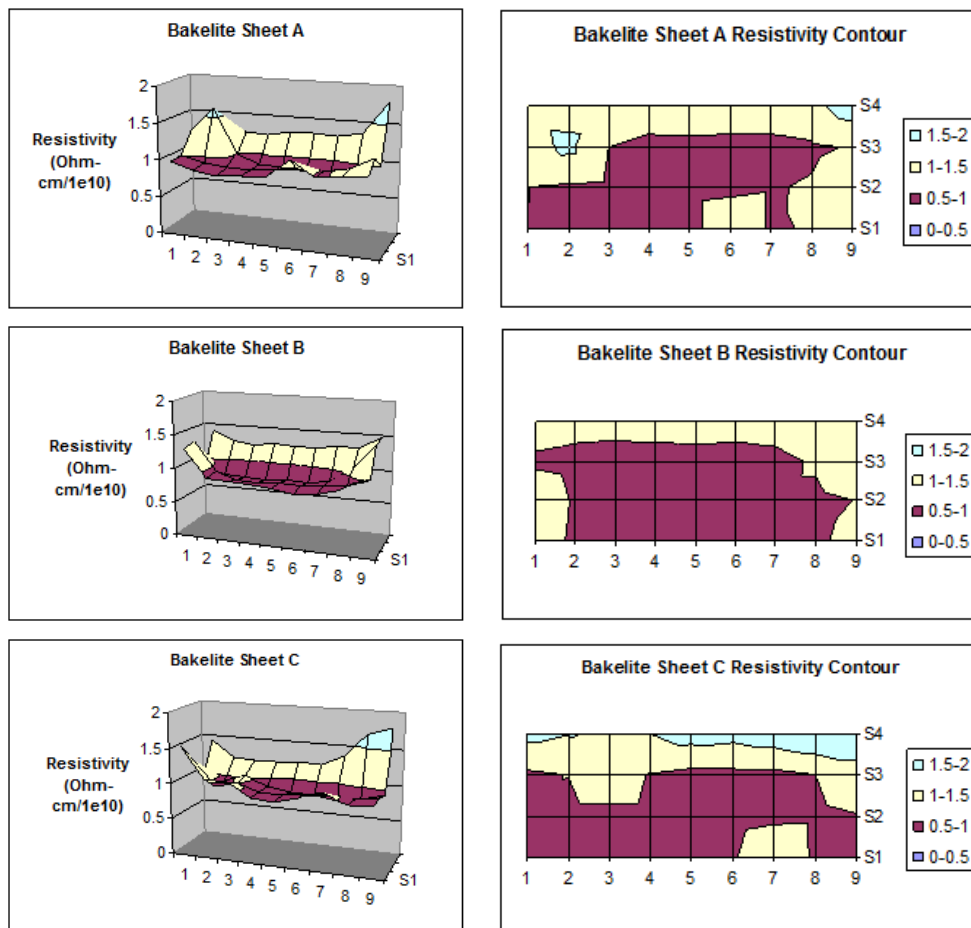 Bakelite Sheet A
2
1.5
1
0.5
0
Resistivity
(Ohm-
cm/1e10)
1 2 3 4 5 6 7 8 9
S1
Bakelite Sheet A Resistivity Contour
S4
S3
S2
S1
1 2 3 4 5 6 7 8 9
1.5-2
1-1.5
0.5-1
0-0.5
Bakelite Sheet B
2
1.5
1
0.5
0
Resistivity
(Ohm-
cm/1e10)
1 2 3 4 5 6 7 8 9
S1
Bakelite Sheet B Resistivity Contour
S4
S3
S2
S1
1 2 3 4 5 6 7 8 9
1.5-2
1-1.5
0.5-1
0-0.5
Bakelite Sheet C
2
1.5
1
0.5
0
Resistivity
(Ohm-
cm/1e10)
1 2 3 4 5 6 7 8 9
S1
Bakelite Sheet C Resistivity Contour
S4
S3
S2
S1
1 2 3 4 5 6 7 8 9
1.5-2
1-1.5
0.5-1
0-0.5